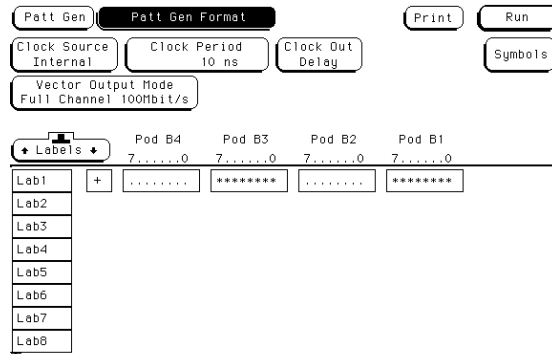 Patt Gen Patt Gen Format Print Run
Clock Source Clock Period Clock Out Symbols
Internal 10 ns Delay
Vector Output Mode
Full Channel 100Mbit/s
Pod B4 Pod B3 Pod B2 Pod B1
↑ Labels ↓ 7......0 7......0 7......0 7......0
Lab1 + ........ ******** ........ ********
Lab2
Lab3
Lab4
Lab5
Lab6
Lab7
Lab8